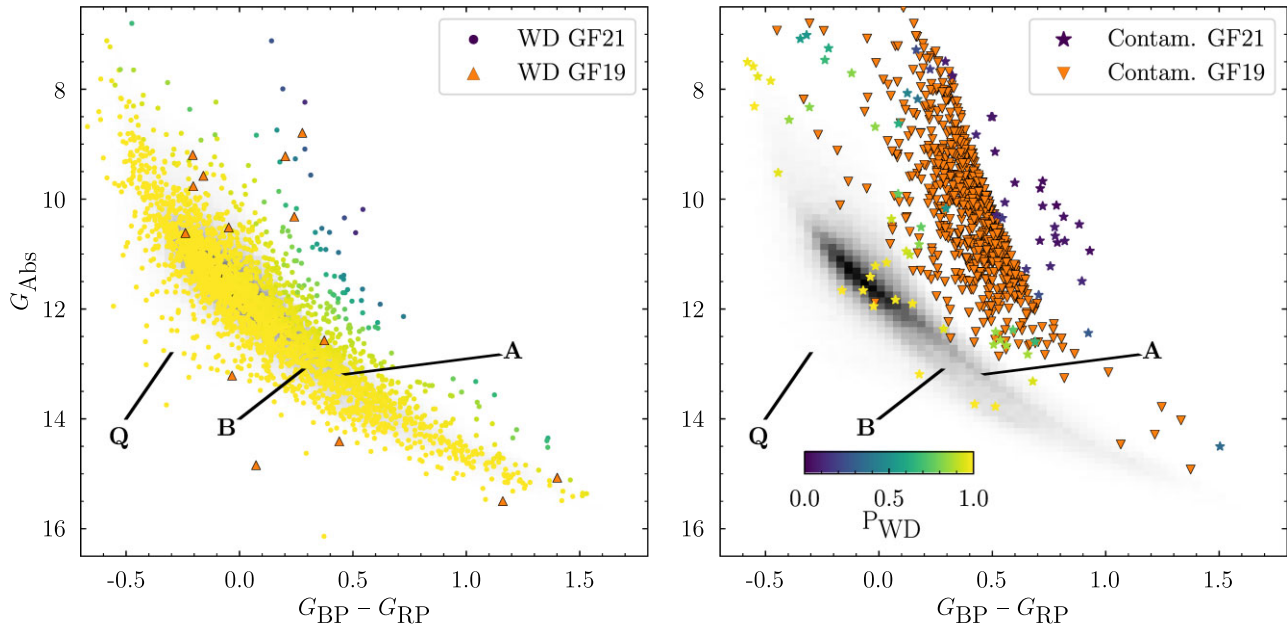 WD GF21
WD GF19
8
10
12
14
16
G_Abs
A
B
Q
-0.5
0.0
0.5
1.0
1.5
G_BP – G_RP
Contam. GF21
Contam. GF19
8
10
12
14
16
A
B
Q
0.0
0.5
1.0
P_WD
-0.5
0.0
0.5
1.0
1.5
G_BP – G_RP